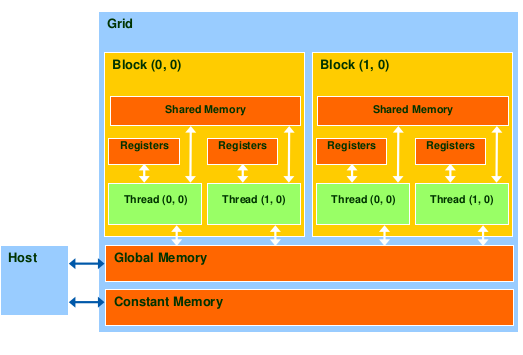 Grid
Block (0, 0)
Block (1, 0)
Shared Memory
Shared Memory
Registers
Registers
Registers
Registers
Thread (0, 0)
Thread (1, 0)
Thread (0, 0)
Thread (1, 0)
Host
Global Memory
Constant Memory